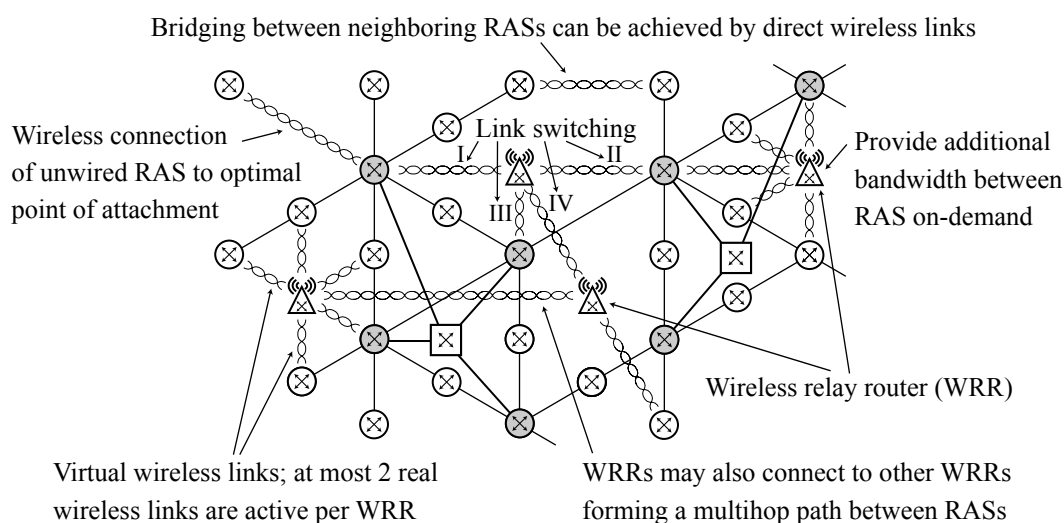 Bridging between neighboring RASs can be achieved by direct wireless links
Wireless connection
of unwired RAS to optimal
point of attachment
Link switching
I
II
III
IV
Provide additional
bandwidth between
RAS on-demand
Wireless relay router (WRR)
Virtual wireless links; at most 2 real
wireless links are active per WRR
WRRs may also connect to other WRRs
forming a multihop path between RASs